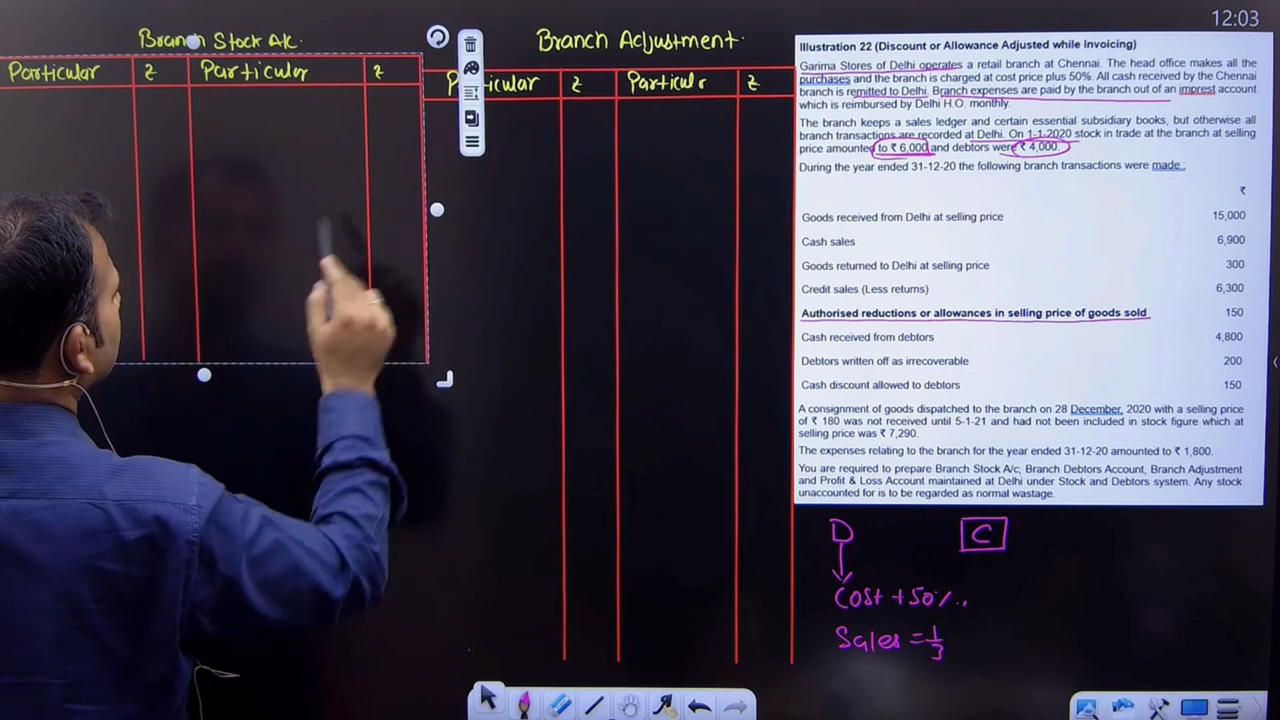 12:03
Branch Stock A/c.
Particular ₹ Particular ₹
Branch Adjustment.
Particular ₹ Particular ₹
Illustration 22 (Discount or Allowance Adjusted while Invoicing)
Garima Stores of Delhi operates a retail branch at Chennai. The head office makes all the
purchases and the branch is charged at cost price plus 50%. All cash received by the Chennai
branch is remitted to Delhi. Branch expenses are paid by the branch out of an imprest account
which is reimbursed by Delhi H.O. monthly.
The branch keeps a sales ledger and certain essential subsidiary books, but otherwise all
branch transactions are recorded at Delhi. On 1-1-2020 stock in trade at the branch at selling
price amounted to ₹ 6,000 and debtors were ₹ 4,000.
During the year ended 31-12-20 the following branch transactions were made :
₹
Goods received from Delhi at selling price 15,000
Cash sales 6,900
Goods returned to Delhi at selling price 300
Credit sales (Less returns) 6,300
Authorised reductions or allowances in selling price of goods sold 150
Cash received from debtors 4,800
Debtors written off as irrecoverable 200
Cash discount allowed to debtors 150
A consignment of goods dispatched to the branch on 28 December, 2020 with a selling price
of ₹ 180 was not received until 5-1-21 and had not been included in stock figure which at
selling price was ₹ 7,290.
The expenses relating to the branch for the year ended 31-12-20 amounted to ₹ 1,800.
You are required to prepare Branch Stock A/c, Branch Debtors Account, Branch Adjustment
and Profit & Loss Account maintained at Delhi under Stock and Debtors system. Any stock
unaccounted for is to be regarded as normal wastage.
D C
Cost + 50%.
Sales = 1/3